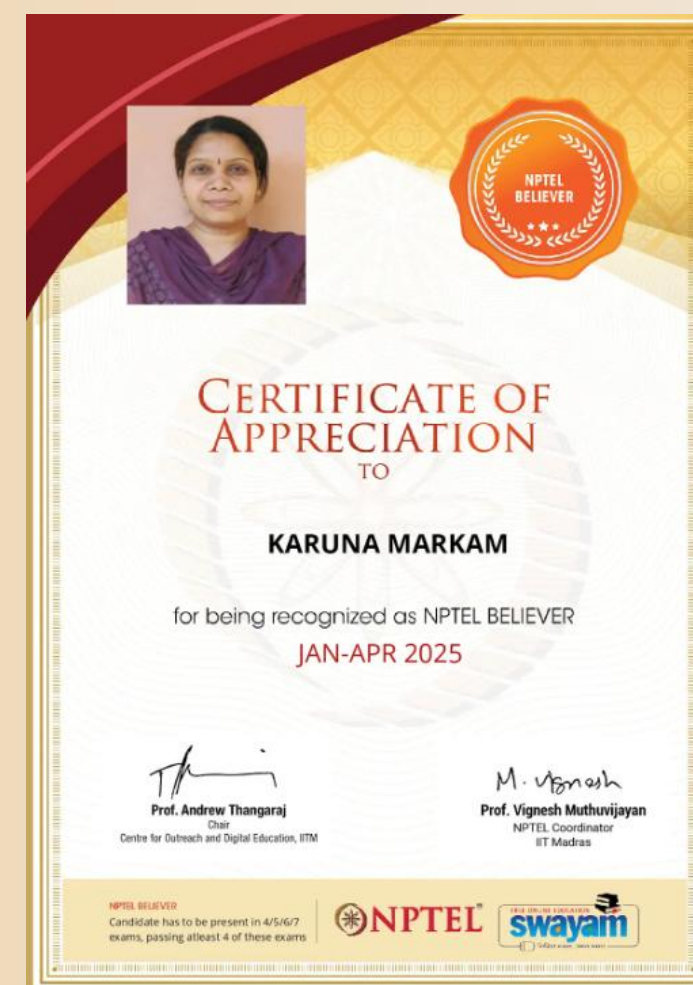 NPTEL
BELIEVER
CERTIFICATE OF
APPRECIATION
TO
KARUNA MARKAM
for being recognized as NPTEL BELIEVER
JAN-APR 2025
M. Vignesh
Prof. Andrew Thangaraj
Chair
Centre for Outreach and Digital Education, IITM
Prof. Vignesh Muthuvijayan
NPTEL Coordinator
IIT Madras
NPTEL BELIEVER
Candidate has to be present in 4/5/6/7
exams, passing atleast 4 of these exams
NPTEL®
FREE ONLINE EDUCATION
swayam